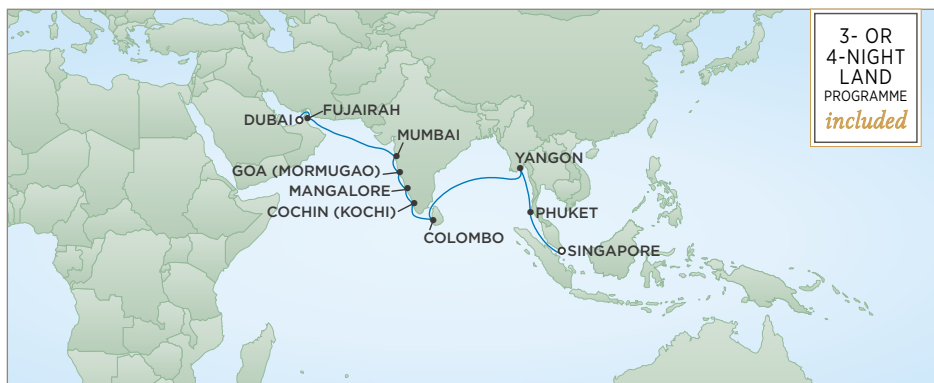 3- OR
4-NIGHT
LAND
PROGRAMME
included
FUJAIRAH
DUBAI
MUMBAI
YANGON
GOA (MORMUGAO)
MANGALORE
COCHIN (KOCHI)
PHUKET
COLOMBO
SINGAPORE